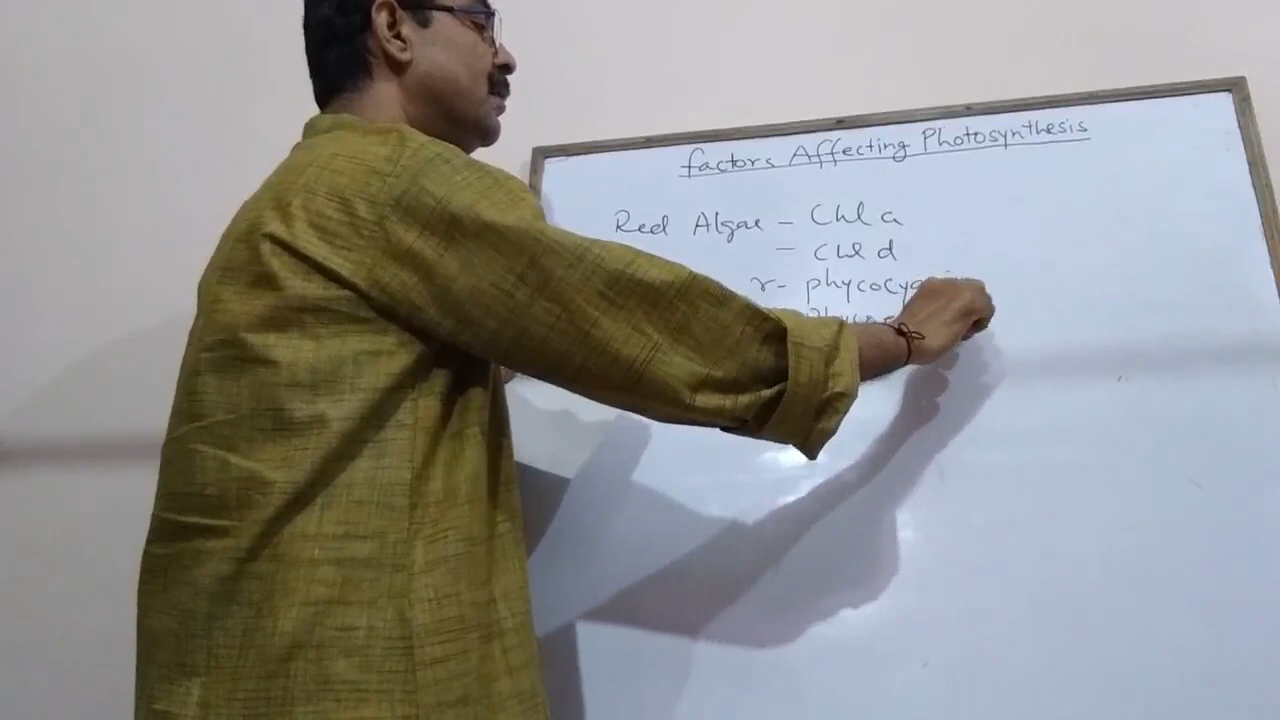 factors Affecting Photosynthesis
Red Algae - Chl a
- Chl d
r- phycocya